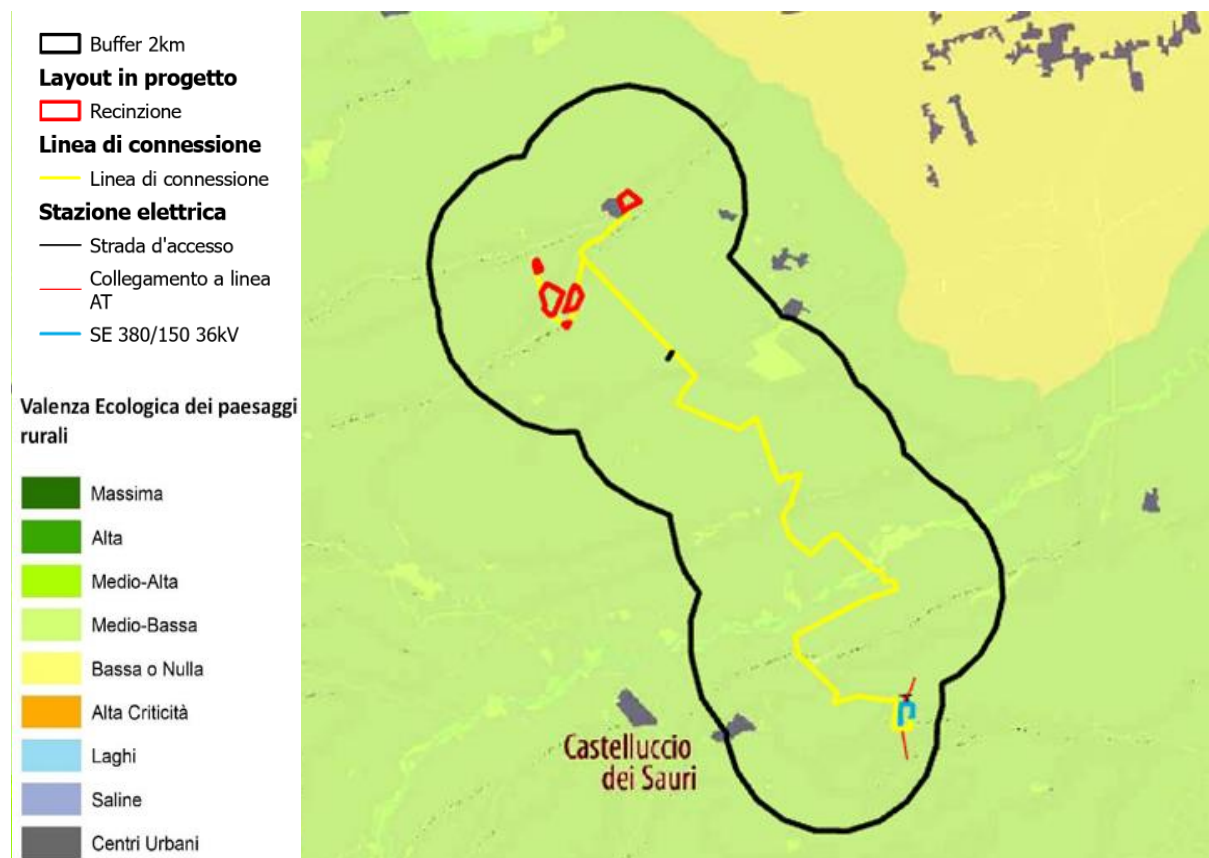 Buffer 2km
Layout in progetto
Recinzione
Linea di connessione
Linea di connessione
Stazione elettrica
Strada d'accesso
Collegamento a linea
AT
SE 380/150 36kV
Valenza Ecologica dei paesaggi
rurali
Massima
Alta
Medio-Alta
Medio-Bassa
Bassa o Nulla
Alta Criticità
Laghi
Saline
Centri Urbani
Castelluccio
dei Sauri